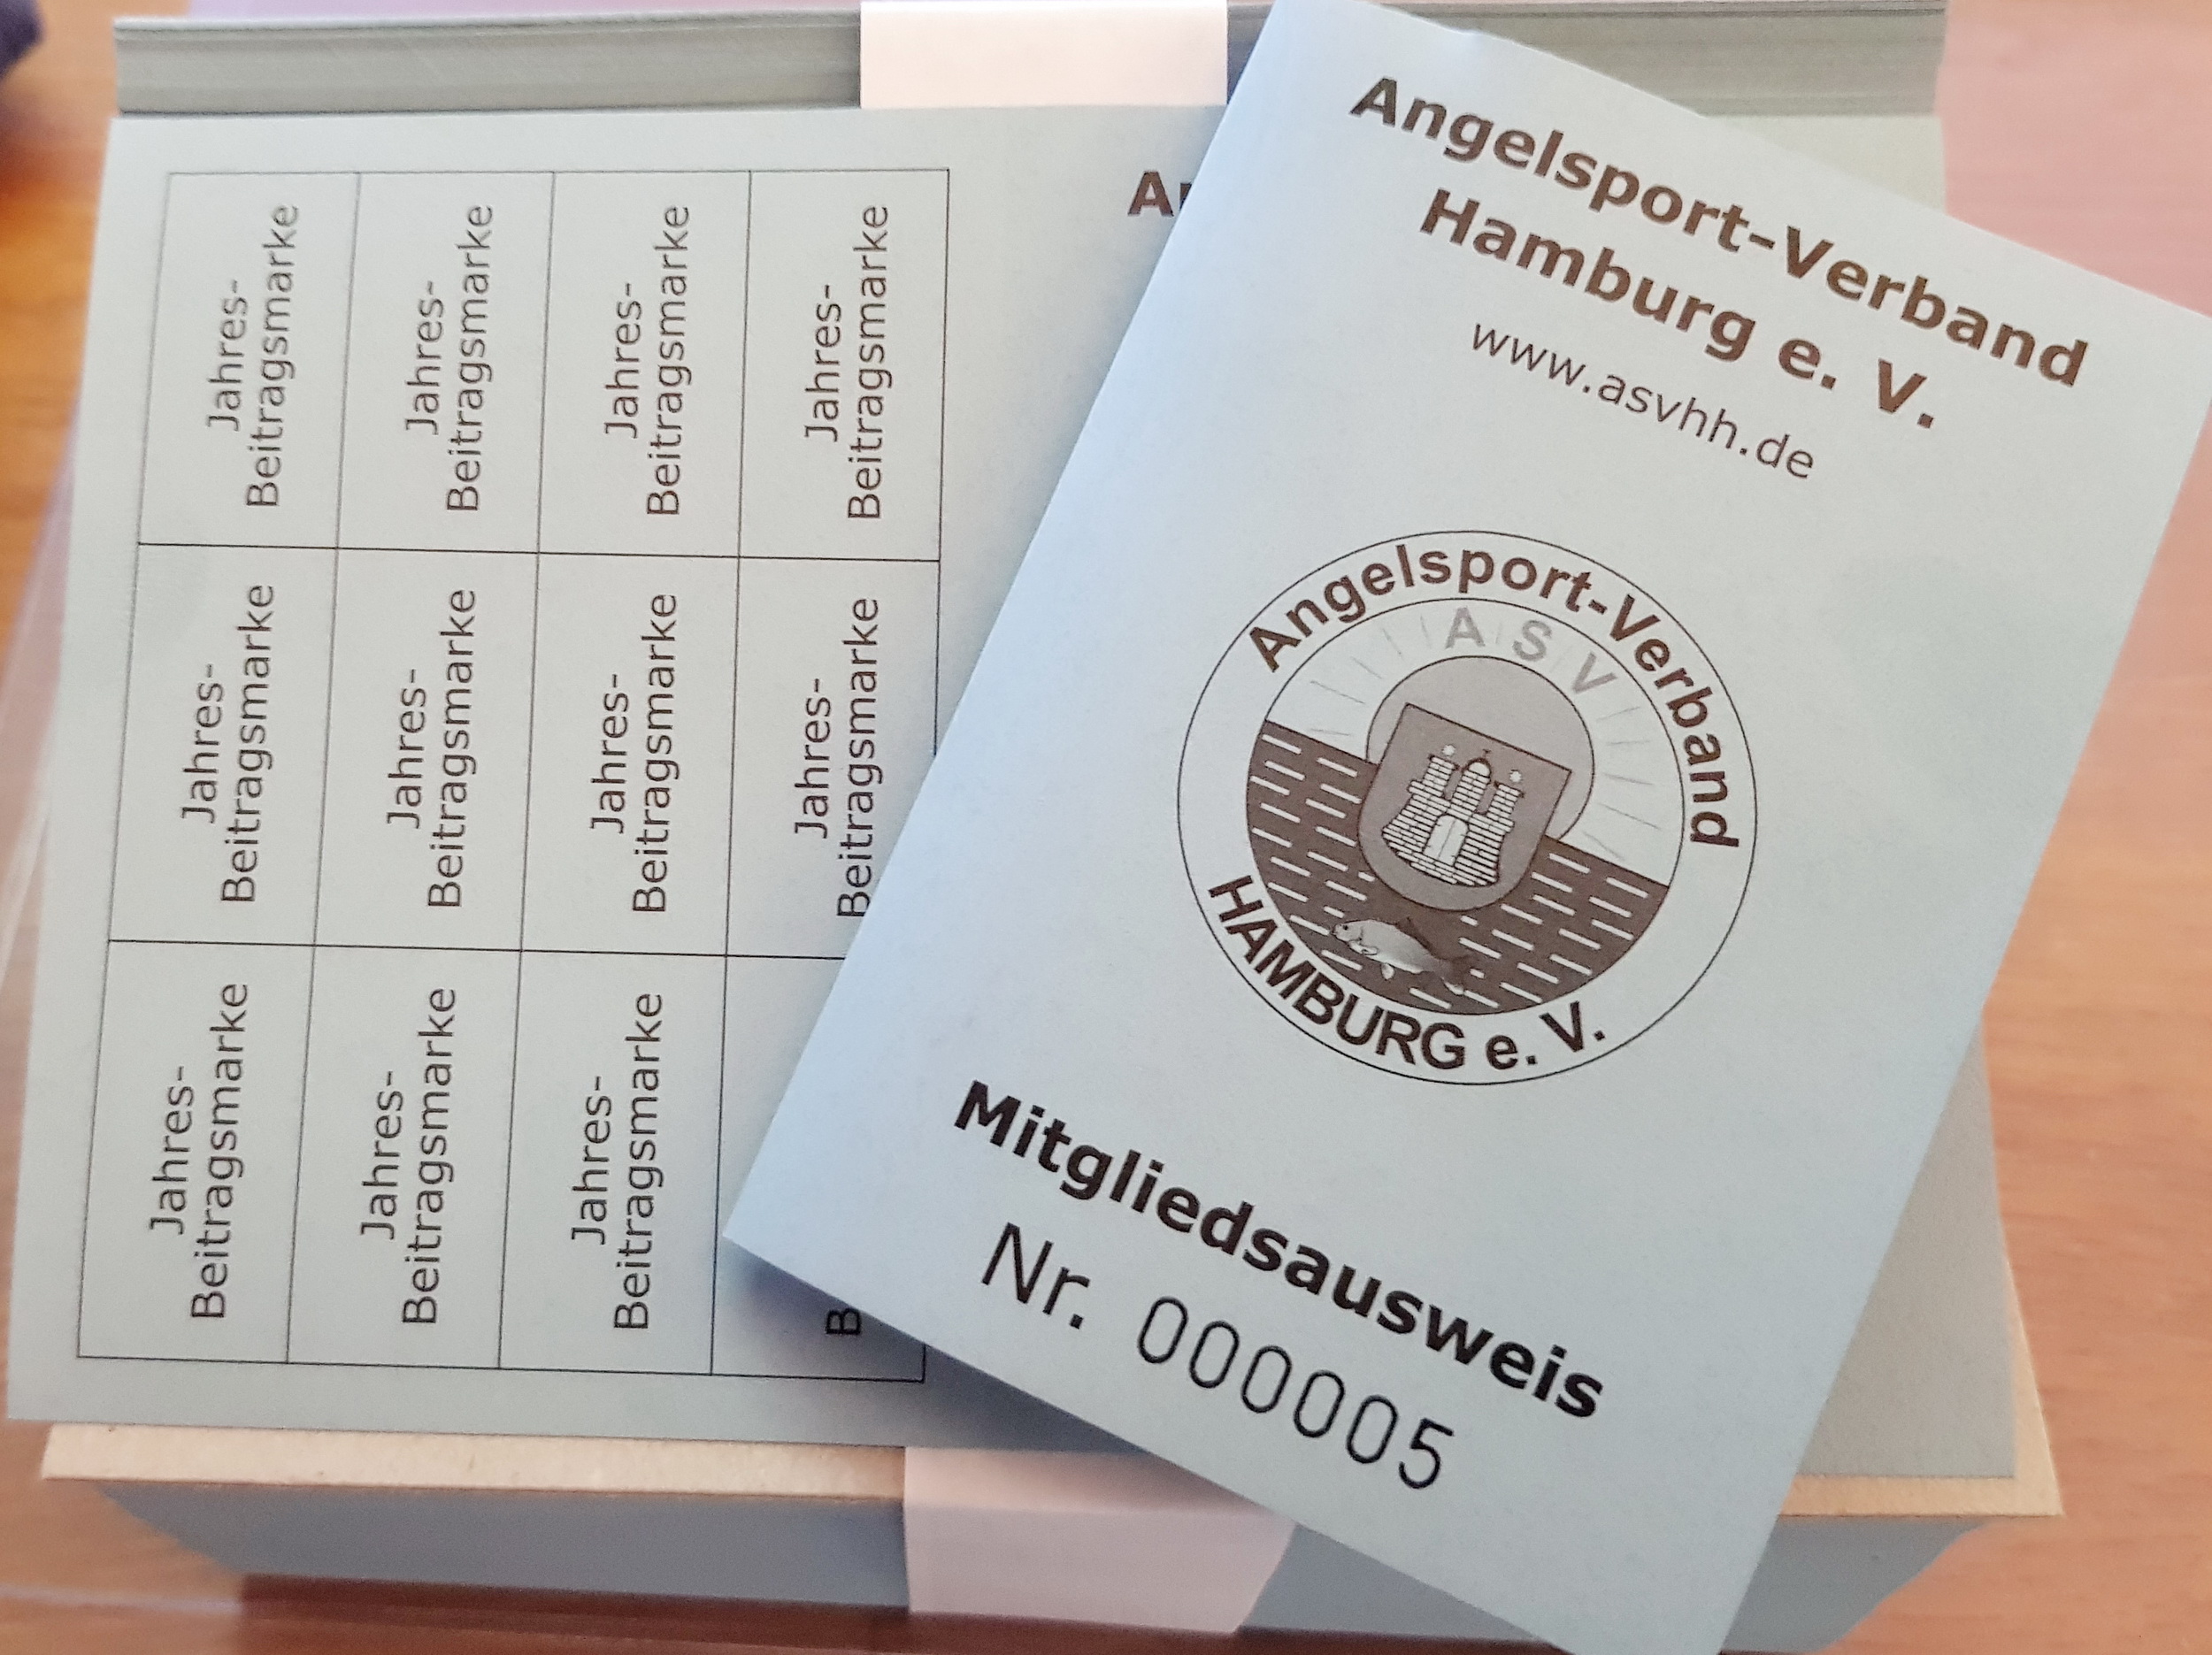 Jahres-
Beitragsmarke
Jahres-
Beitragsmarke
Jahres-
Beitragsmarke
Jahres-
Beitragsmarke
Jahres-
Beitragsmarke
Jahres-
Beitragsmarke
Jahres-
Beitragsmarke
Jahres-
Beitragsmarke
Jahres-
Beitragsmarke
Jahres-
Beitragsmarke
Jahres-
Beitragsmarke
Angelsport-Verband
Hamburg e. V.
www.asvhh.de
Angelsport-Verband
A S V
HAMBURG e. V.
Mitgliedsausweis
Nr. 000005